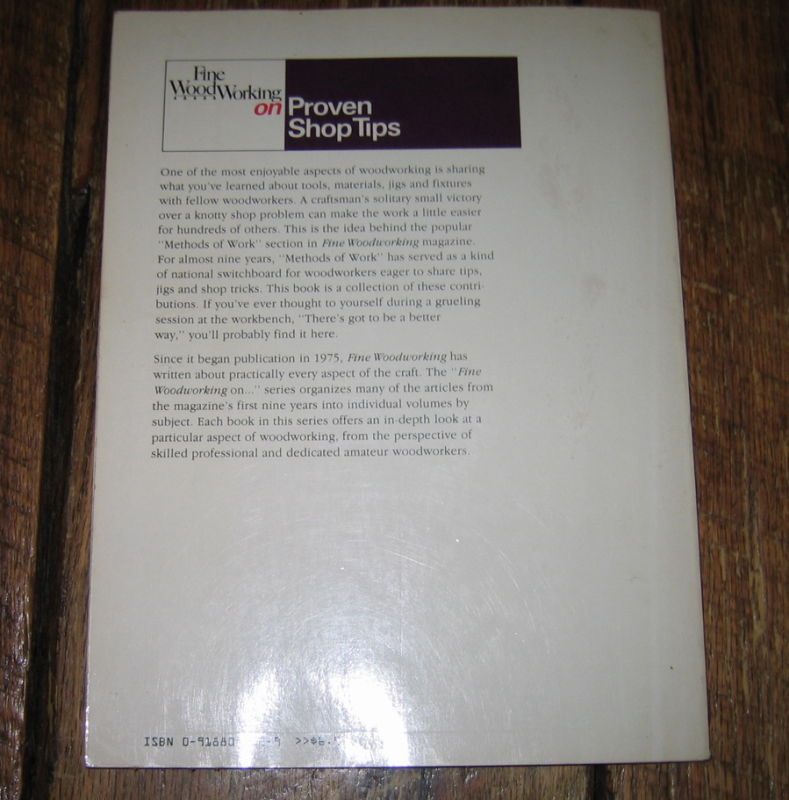 Fine
WoodWorking
on Proven
Shop Tips
One of the most enjoyable aspects of woodworking is sharing
what you've learned about tools, materials, jigs and fixtures
with fellow woodworkers. A craftsman's solitary small victory
over a knotty shop problem can make the work a little easier
for hundreds of others. This is the idea behind the popular
"Methods of Work" section in Fine Woodworking magazine.
For almost nine years, "Methods of Work" has served as a kind
of national switchboard for woodworkers eager to share tips,
jigs and shop tricks. This book is a collection of these contri-
butions. If you've ever thought to yourself during a grueling
session at the workbench, "There's got to be a better
way," you'll probably find it here.
Since it began publication in 1975, Fine Woodworking has
written about practically every aspect of the craft. The "Fine
Woodworking on..." series organizes many of the articles from
the magazine's first nine years into individual volumes by
subject. Each book in this series offers an in-depth look at a
particular aspect of woodworking, from the perspective of
skilled professional and dedicated amateur woodworkers.
ISBN 0-91880